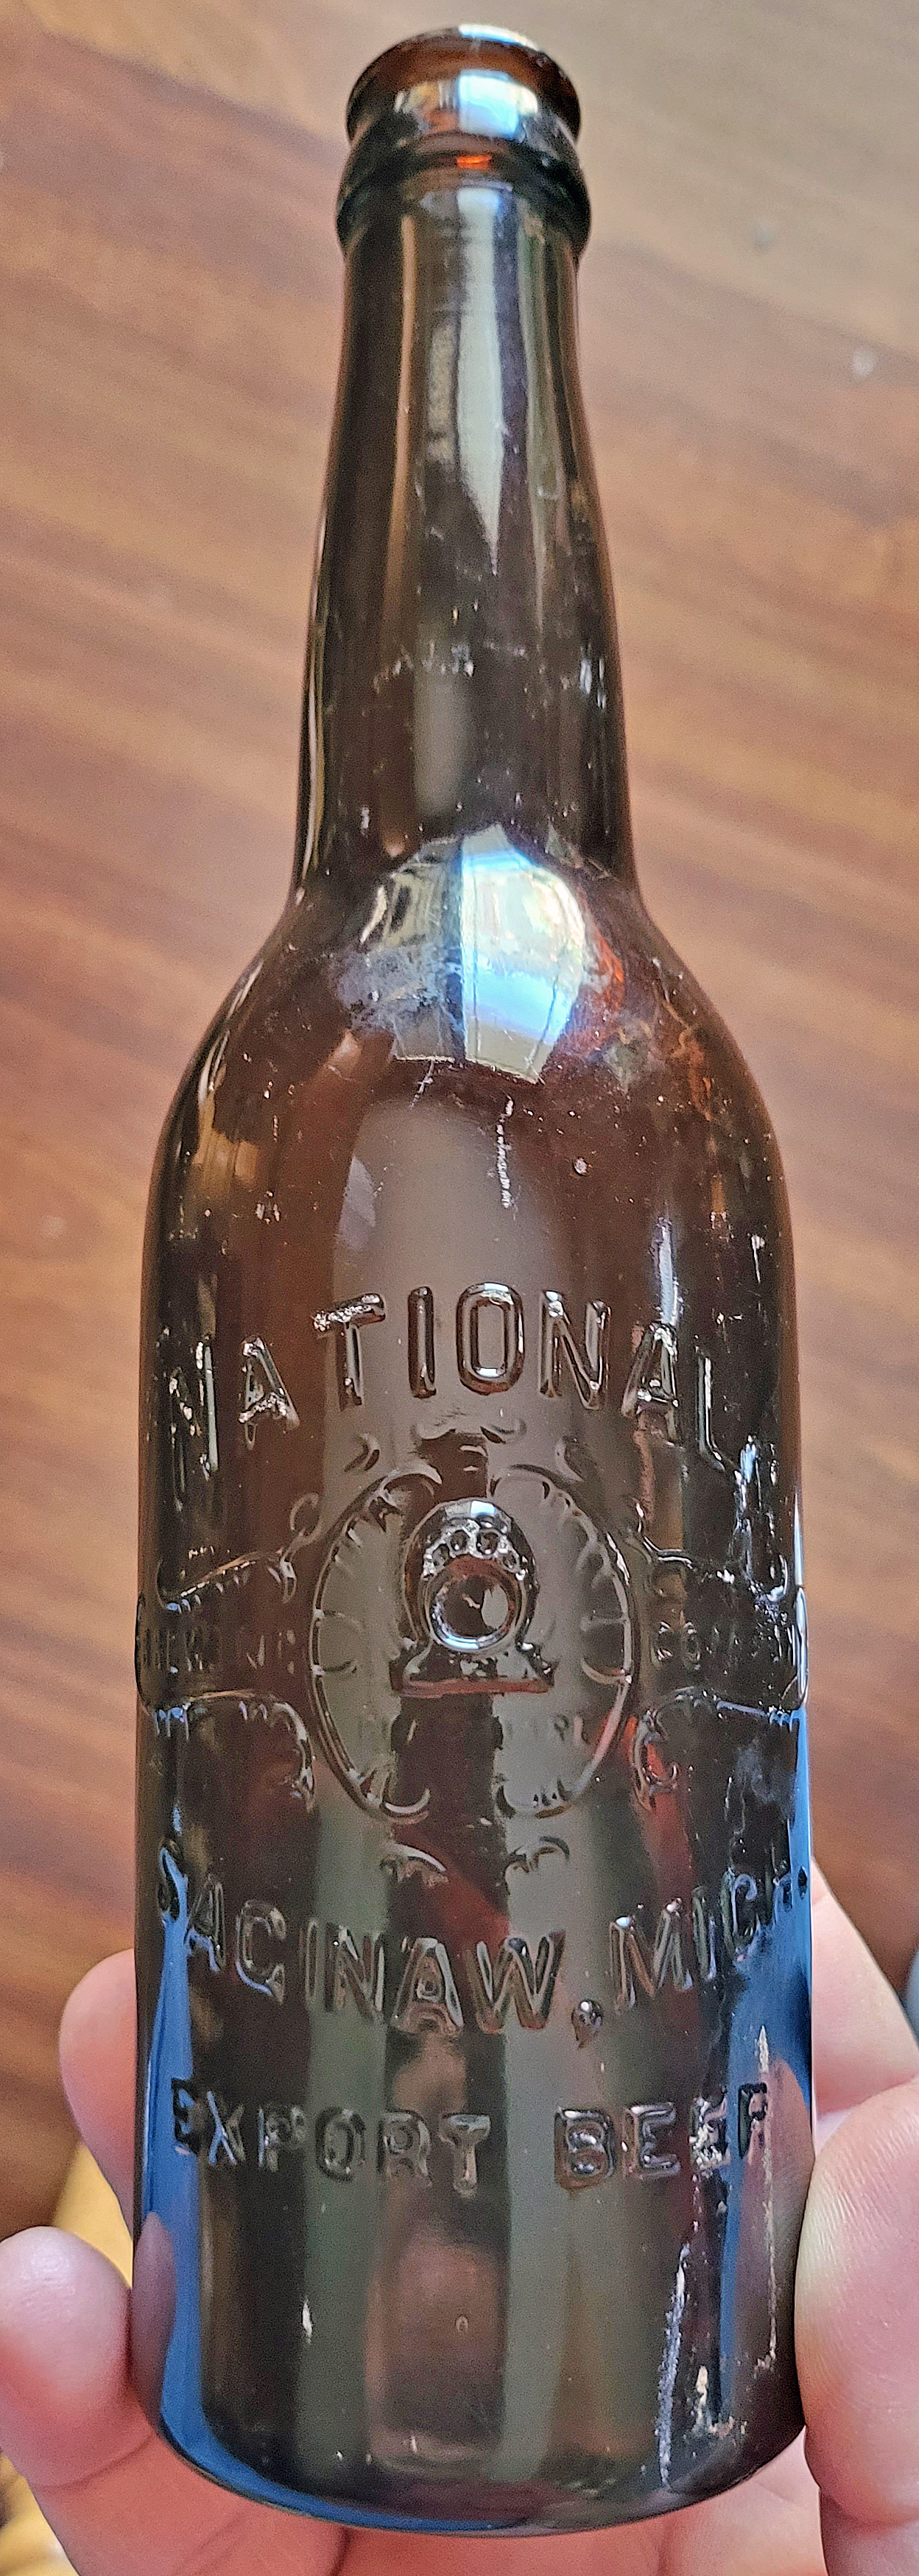 NATIONAL
SAGINAW, MICH.
EXPORT BEER